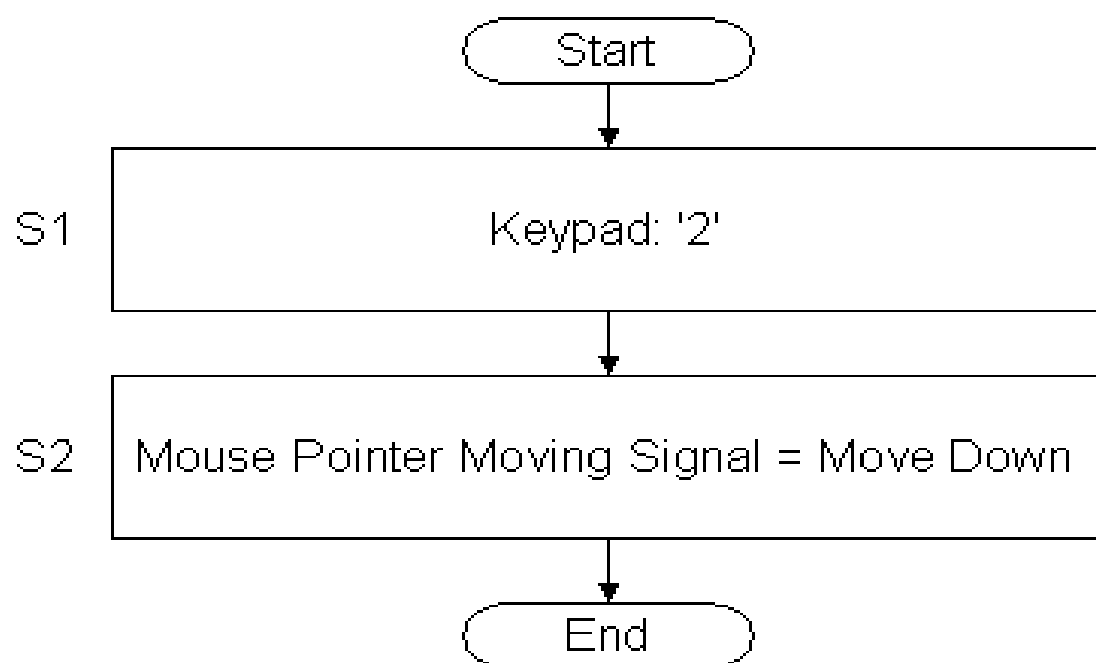 Start
S1
Keypad: '2'
S2
Mouse Pointer Moving Signal = Move Down
End